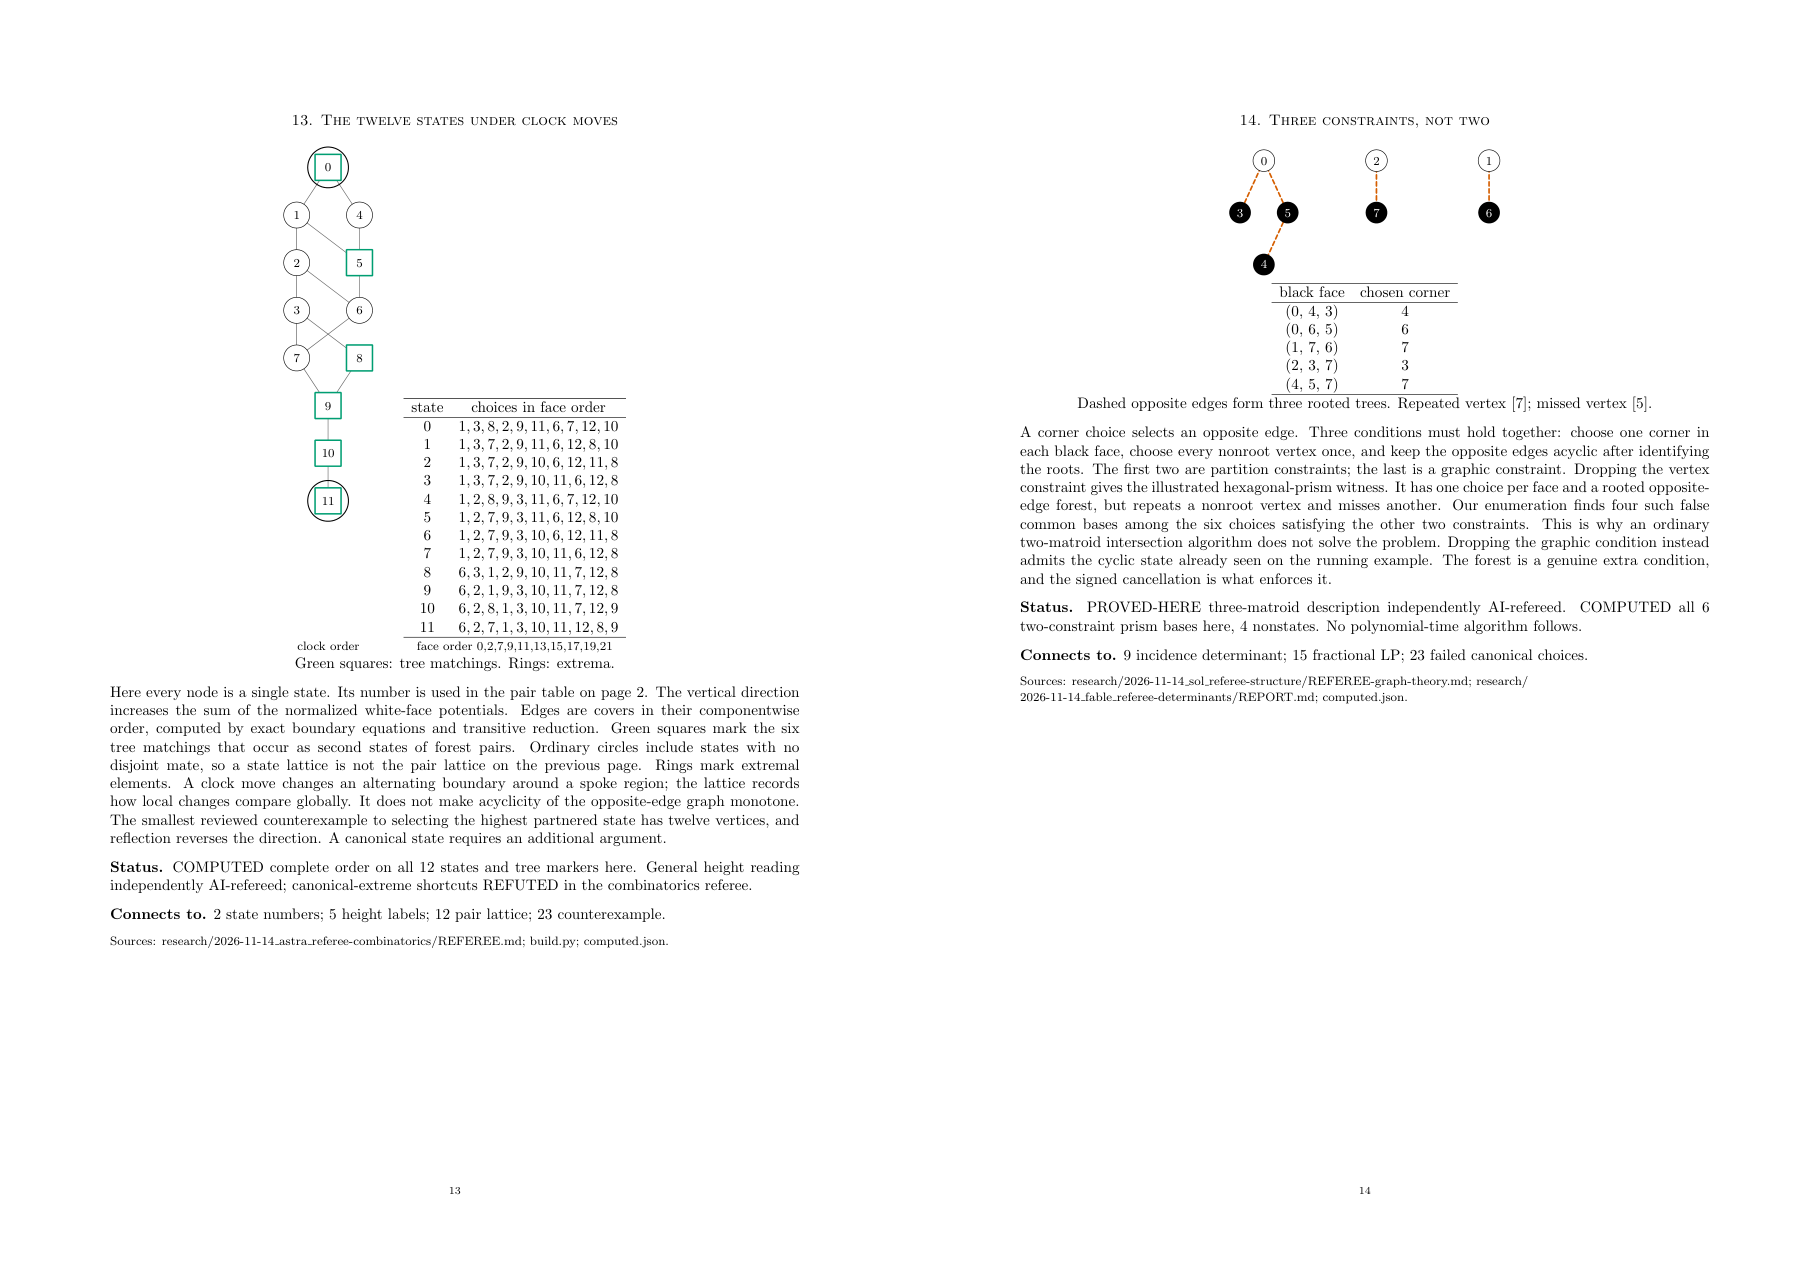 13. The twelve states under clock moves
0
1
4
2
5
3
6
7
8
9
10
11
state choices in face order
0 1, 3, 8, 2, 9, 11, 6, 7, 12, 10
1 1, 3, 7, 2, 9, 11, 6, 12, 8, 10
2 1, 3, 7, 2, 9, 10, 6, 12, 11, 8
3 1, 3, 7, 2, 9, 10, 11, 6, 12, 8
4 1, 2, 8, 9, 3, 11, 6, 7, 12, 10
5 1, 2, 7, 9, 3, 11, 6, 12, 8, 10
6 1, 2, 7, 9, 3, 10, 6, 12, 11, 8
7 1, 2, 7, 9, 3, 10, 11, 6, 12, 8
8 6, 3, 1, 2, 9, 10, 11, 7, 12, 8
9 6, 2, 1, 9, 3, 10, 11, 7, 12, 8
10 6, 2, 8, 1, 3, 10, 11, 7, 12, 9
11 6, 2, 7, 1, 3, 10, 11, 12, 8, 9
clock order
face order 0,2,7,9,11,13,15,17,19,21
Green squares: tree matchings. Rings: extrema.
Here every node is a single state. Its number is used in the pair table on page 2. The vertical direction
increases the sum of the normalized white-face potentials. Edges are covers in their componentwise
order, computed by exact boundary equations and transitive reduction. Green squares mark the six
tree matchings that occur as second states of forest pairs. Ordinary circles include states with no
disjoint mate, so a state lattice is not the pair lattice on the previous page. Rings mark extremal
elements. A clock move changes an alternating boundary around a spoke region; the lattice records
how local changes compare globally. It does not make acyclicity of the opposite-edge graph monotone.
The smallest reviewed counterexample to selecting the highest partnered state has twelve vertices, and
reflection reverses the direction. A canonical state requires an additional argument.
Status. COMPUTED complete order on all 12 states and tree markers here. General height reading
independently AI-refereed; canonical-extreme shortcuts REFUTED in the combinatorics referee.
Connects to. 2 state numbers; 5 height labels; 12 pair lattice; 23 counterexample.
Sources: research/2026-11-14_astra_referee-combinatorics/REFEREE.md; build.py; computed.json.
13
14. Three constraints, not two
0
2
1
3
5
7
6
4
black face chosen corner
(0, 4, 3) 4
(0, 6, 5) 6
(1, 7, 6) 7
(2, 3, 7) 3
(4, 5, 7) 7
Dashed opposite edges form three rooted trees. Repeated vertex [7]; missed vertex [5].
A corner choice selects an opposite edge. Three conditions must hold together: choose one corner in
each black face, choose every nonroot vertex once, and keep the opposite edges acyclic after identifying
the roots. The first two are partition constraints; the last is a graphic constraint. Dropping the vertex
constraint gives the illustrated hexagonal-prism witness. It has one choice per face and a rooted opposite-
edge forest, but repeats a nonroot vertex and misses another. Our enumeration finds four such false
common bases among the six choices satisfying the other two constraints. This is why an ordinary
two-matroid intersection algorithm does not solve the problem. Dropping the graphic condition instead
admits the cyclic state already seen on the running example. The forest is a genuine extra condition,
and the signed cancellation is what enforces it.
Status. PROVED-HERE three-matroid description independently AI-refereed. COMPUTED all 6
two-constraint prism bases here, 4 nonstates. No polynomial-time algorithm follows.
Connects to. 9 incidence determinant; 15 fractional LP; 23 failed canonical choices.
Sources: research/2026-11-14_sol_referee-structure/REFEREE-graph-theory.md; research/
2026-11-14_fable_referee-determinants/REPORT.md; computed.json.
14